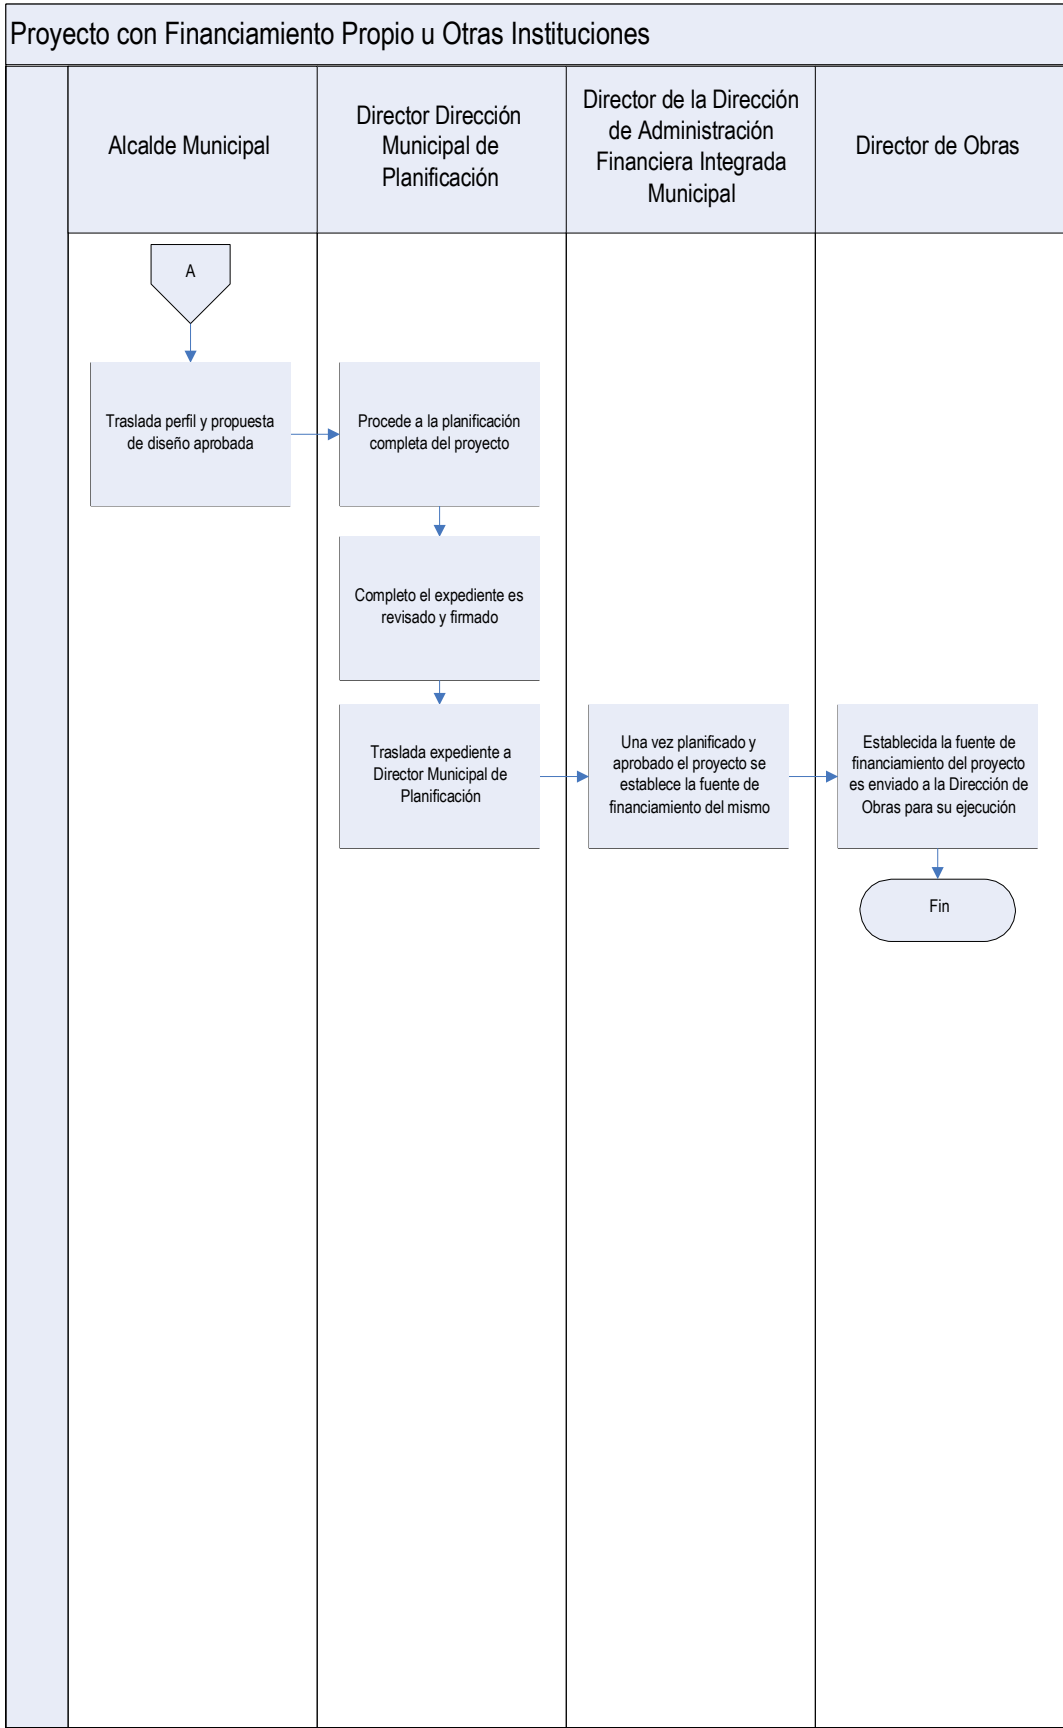 Proyecto con Financiamiento Propio u Otras Instituciones
Alcalde Municipal
Director Dirección
Municipal de
Planificación
Director de la Dirección
de Administración
Financiera Integrada
Municipal
Director de Obras
A
Traslada perfil y propuesta
de diseño aprobada
Procede a la planificación
completa del proyecto
Completo el expediente es
revisado y firmado
Traslada expediente a
Director Municipal de
Planificación
Una vez planificado y
aprobado el proyecto se
establece la fuente de
financiamiento del mismo
Establecida la fuente de
financiamiento del proyecto
es enviado a la Dirección de
Obras para su ejecución
Fin